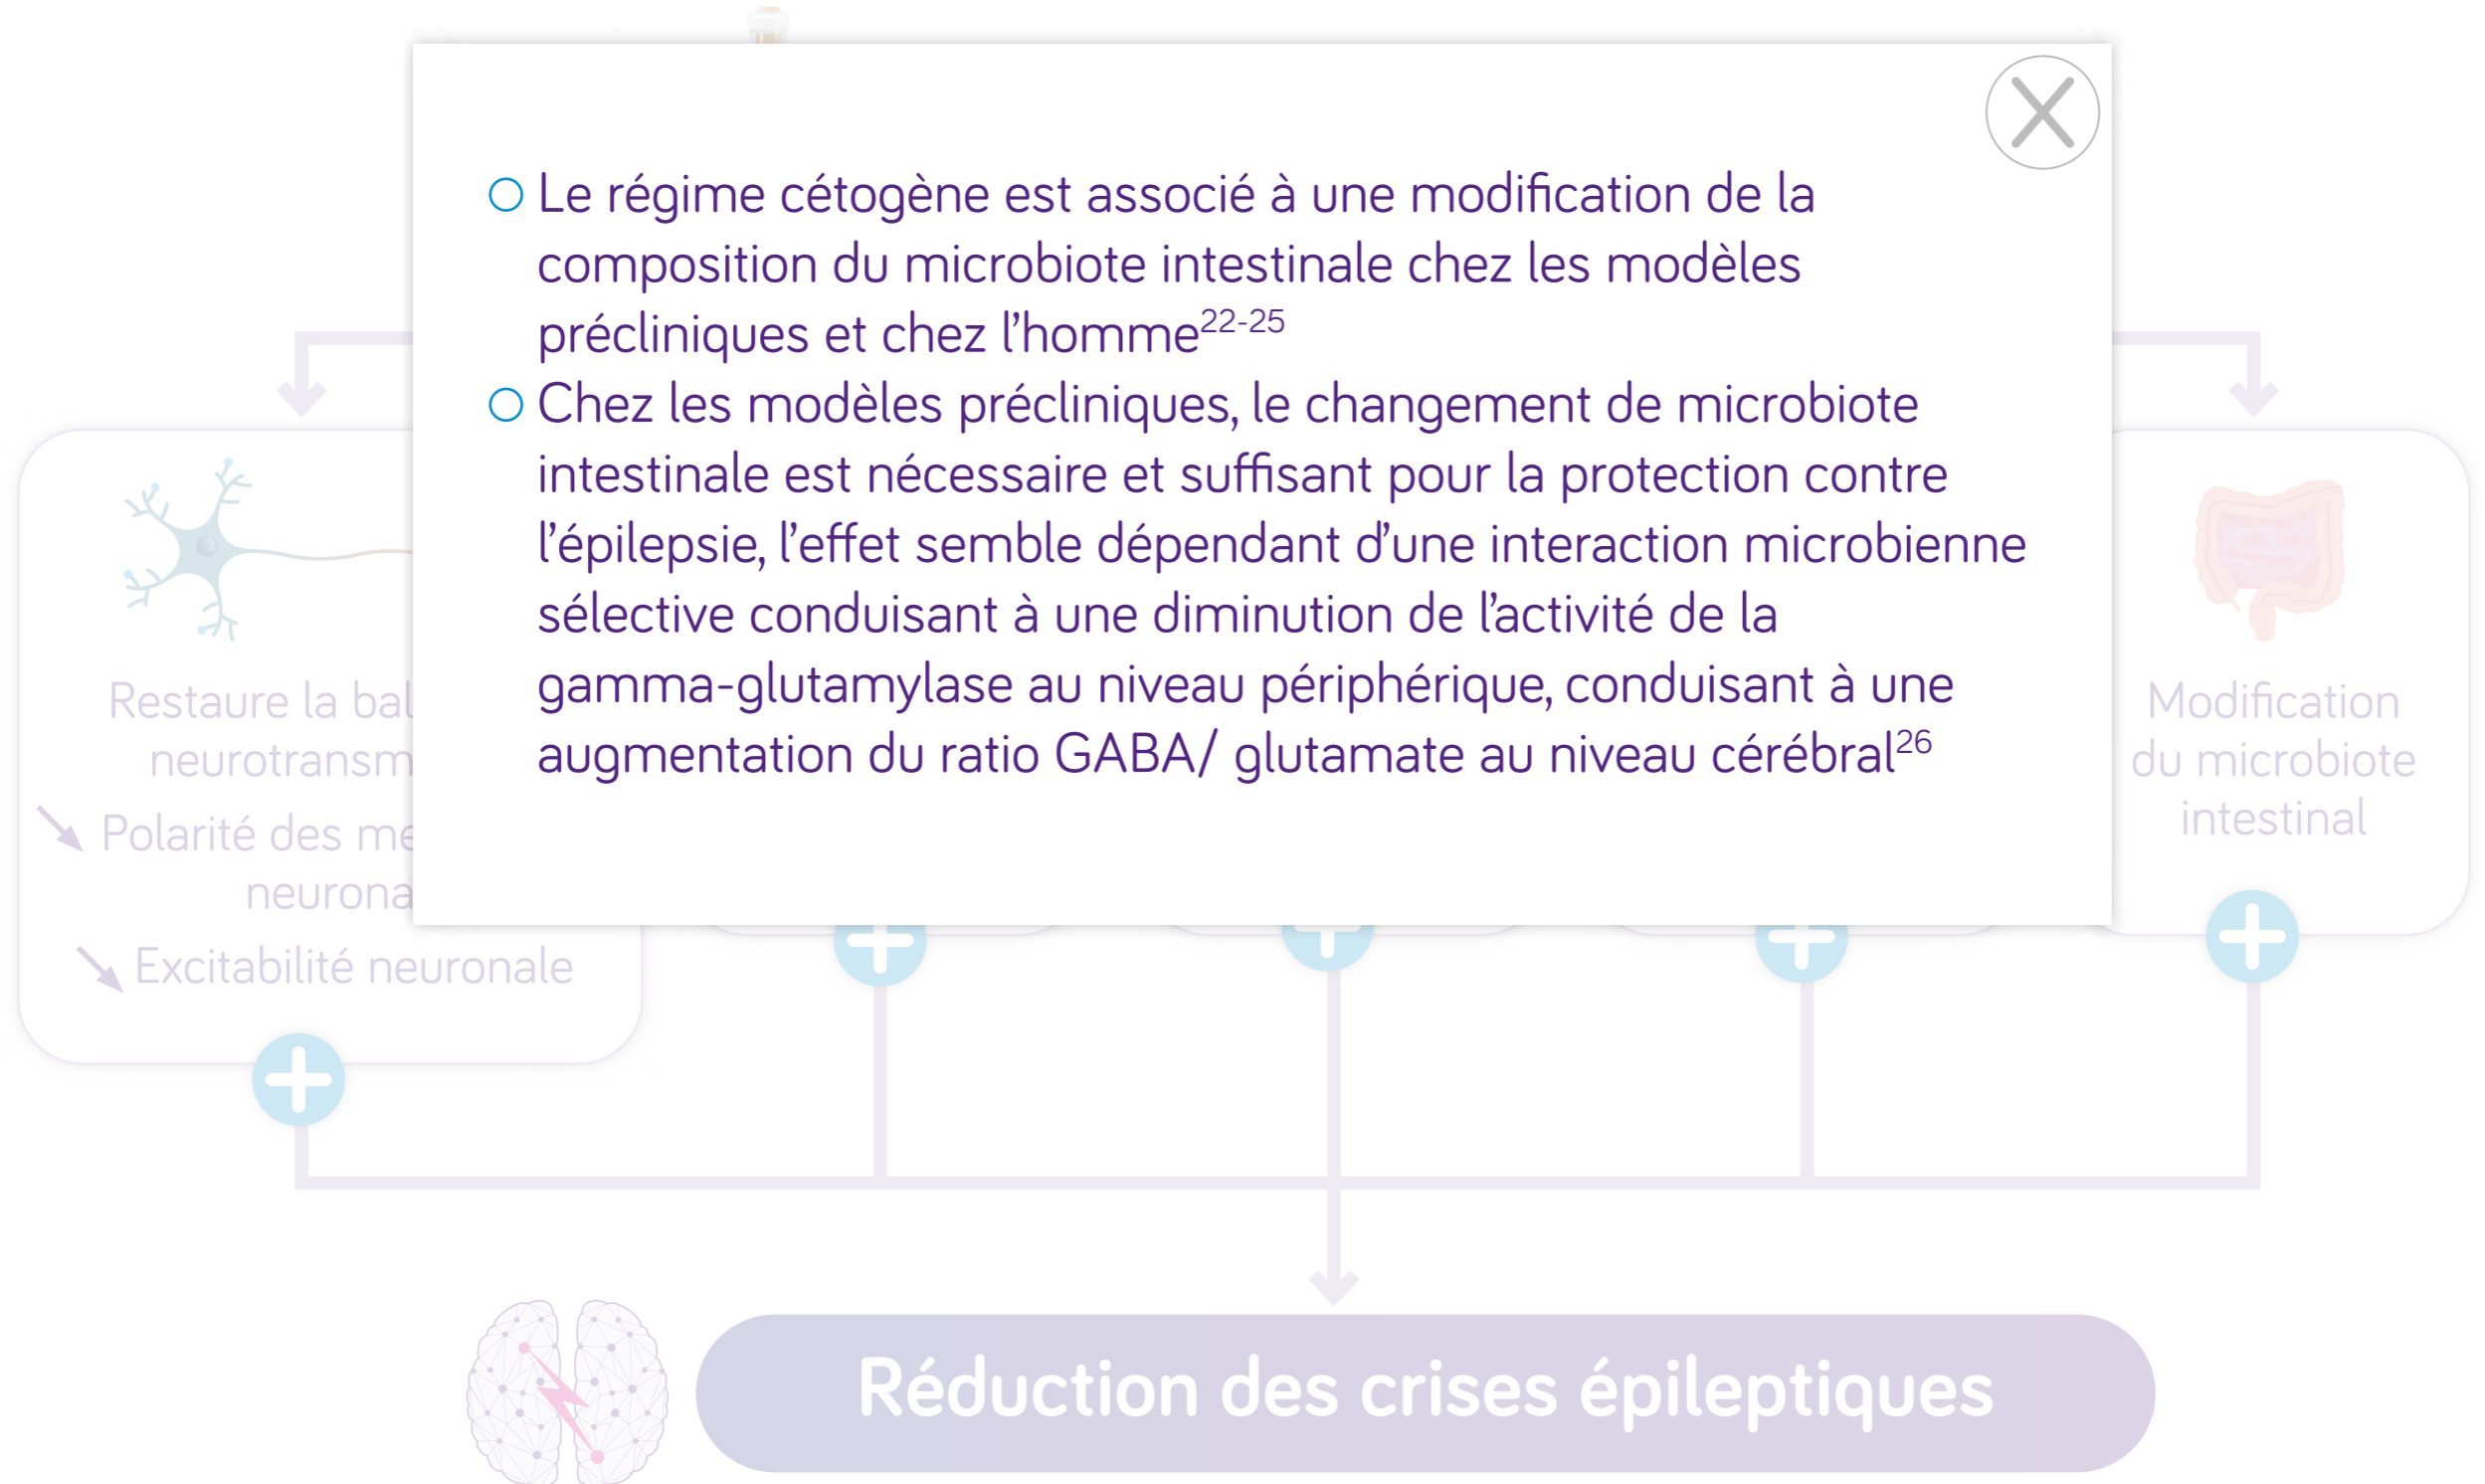 Le régime cétogène est associé à une modification de la
composition du microbiote intestinale chez les modèles
précliniques et chez l’homme22-25
Chez les modèles précliniques, le changement de microbiote
intestinale est nécessaire et suffisant pour la protection contre
l’épilepsie, l’effet semble dépendant d’une interaction microbienne
sélective conduisant à une diminution de l’activité de la
gamma-glutamylase au niveau périphérique, conduisant à une
augmentation du ratio GABA/ glutamate au niveau cérébral26
Restaure la
Polarité des
Excitabilité neuronale
Modification
du microbiote
intestinal
Réduction des crises épileptiques